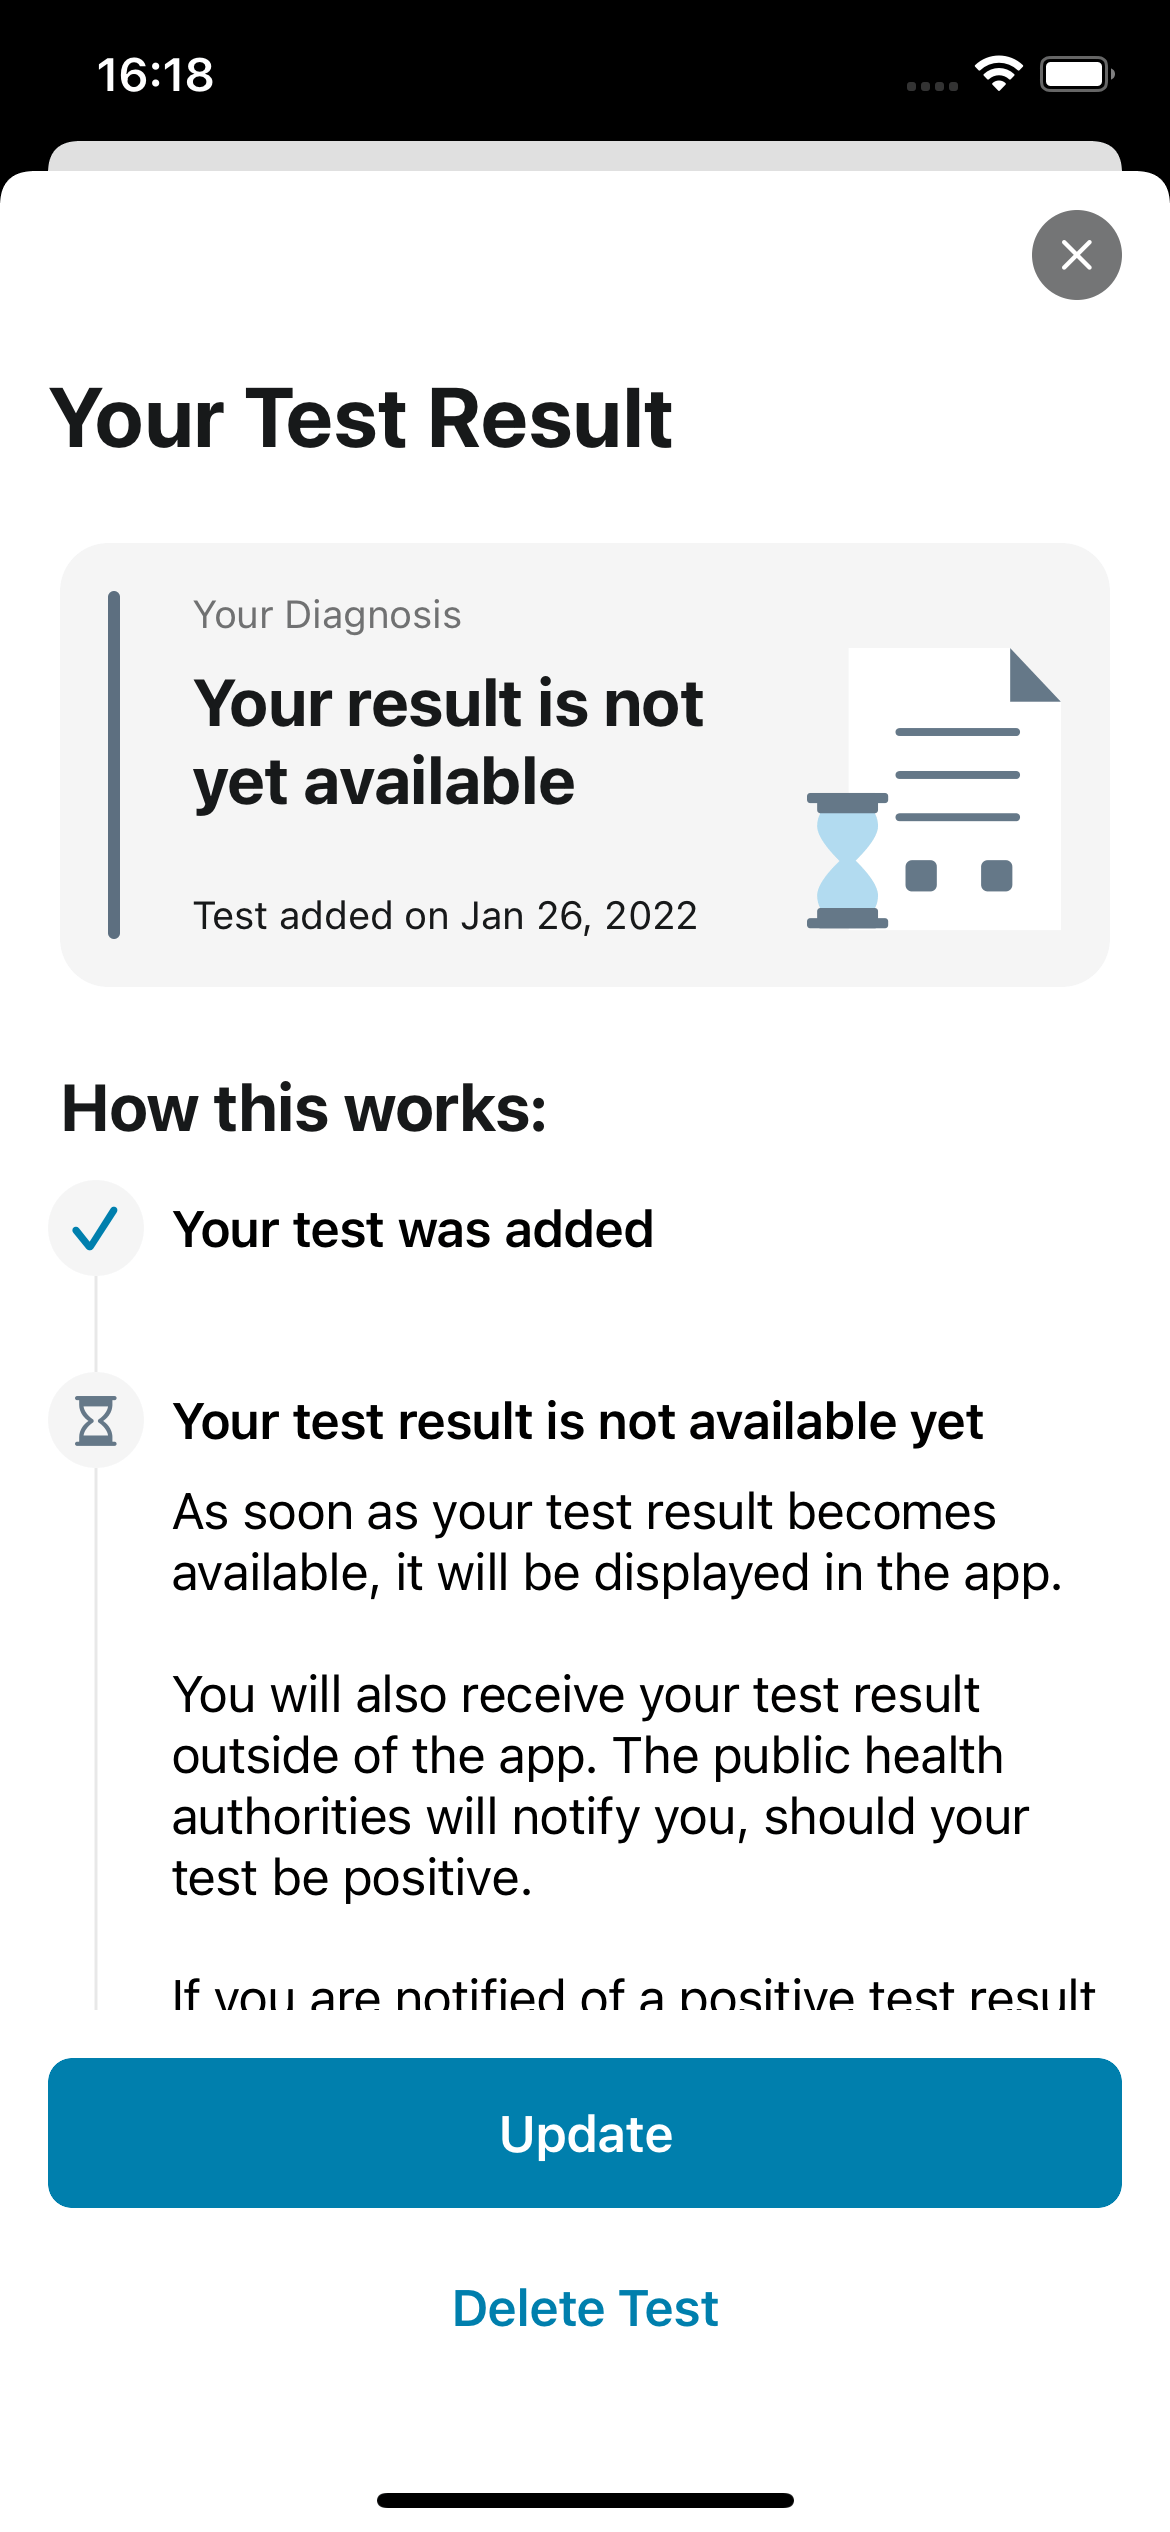 16:18
Your Test Result
Your Diagnosis
Your result is not
yet available
Test added on Jan 26, 2022
How this works:
Your test was added
Your test result is not available yet
As soon as your test result becomes
available, it will be displayed in the app.
You will also receive your test result
outside of the app. The public health
authorities will notify you, should your
test be positive.
If you are notified of a positive test result
Update
Delete Test